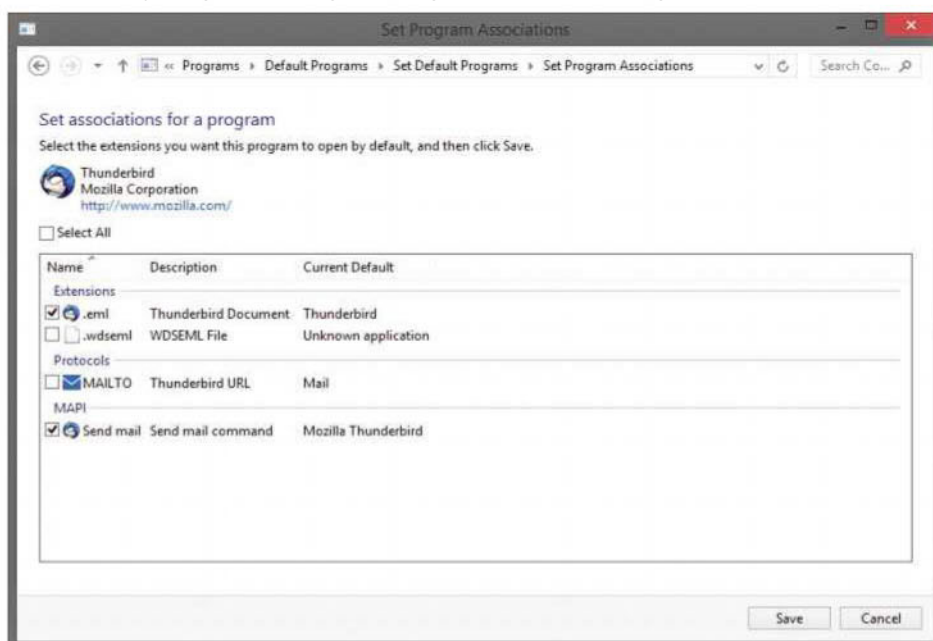 Set Program Associations
« Programs › Default Programs › Set Default Programs › Set Program Associations Search Co...
Set associations for a program
Select the extensions you want this program to open by default, and then click Save.
Thunderbird
Mozilla Corporation
http://www.mozilla.com/
Select All
Name Description Current Default
Extensions
.eml Thunderbird Document Thunderbird
.wdseml WDSEML File Unknown application
Protocols
MAILTO Thunderbird URL Mail
MAPI
Send mail Send mail command Mozilla Thunderbird
Save Cancel